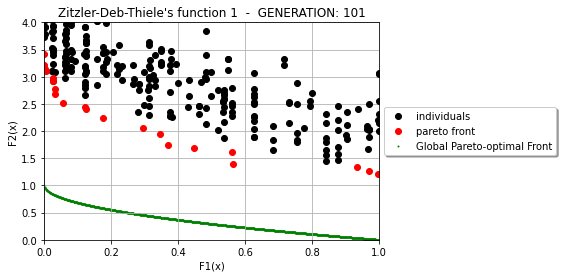 Zitzler-Deb-Thiele's function 1 - GENERATION: 101
4.0
3.5
3.0
2.5
2.0
1.5
1.0
0.5
0.0
F2(x)
0.0 0.2 0.4 0.6 0.8 1.0
F1(x)
individuals
pareto front
Global Pareto-optimal Front